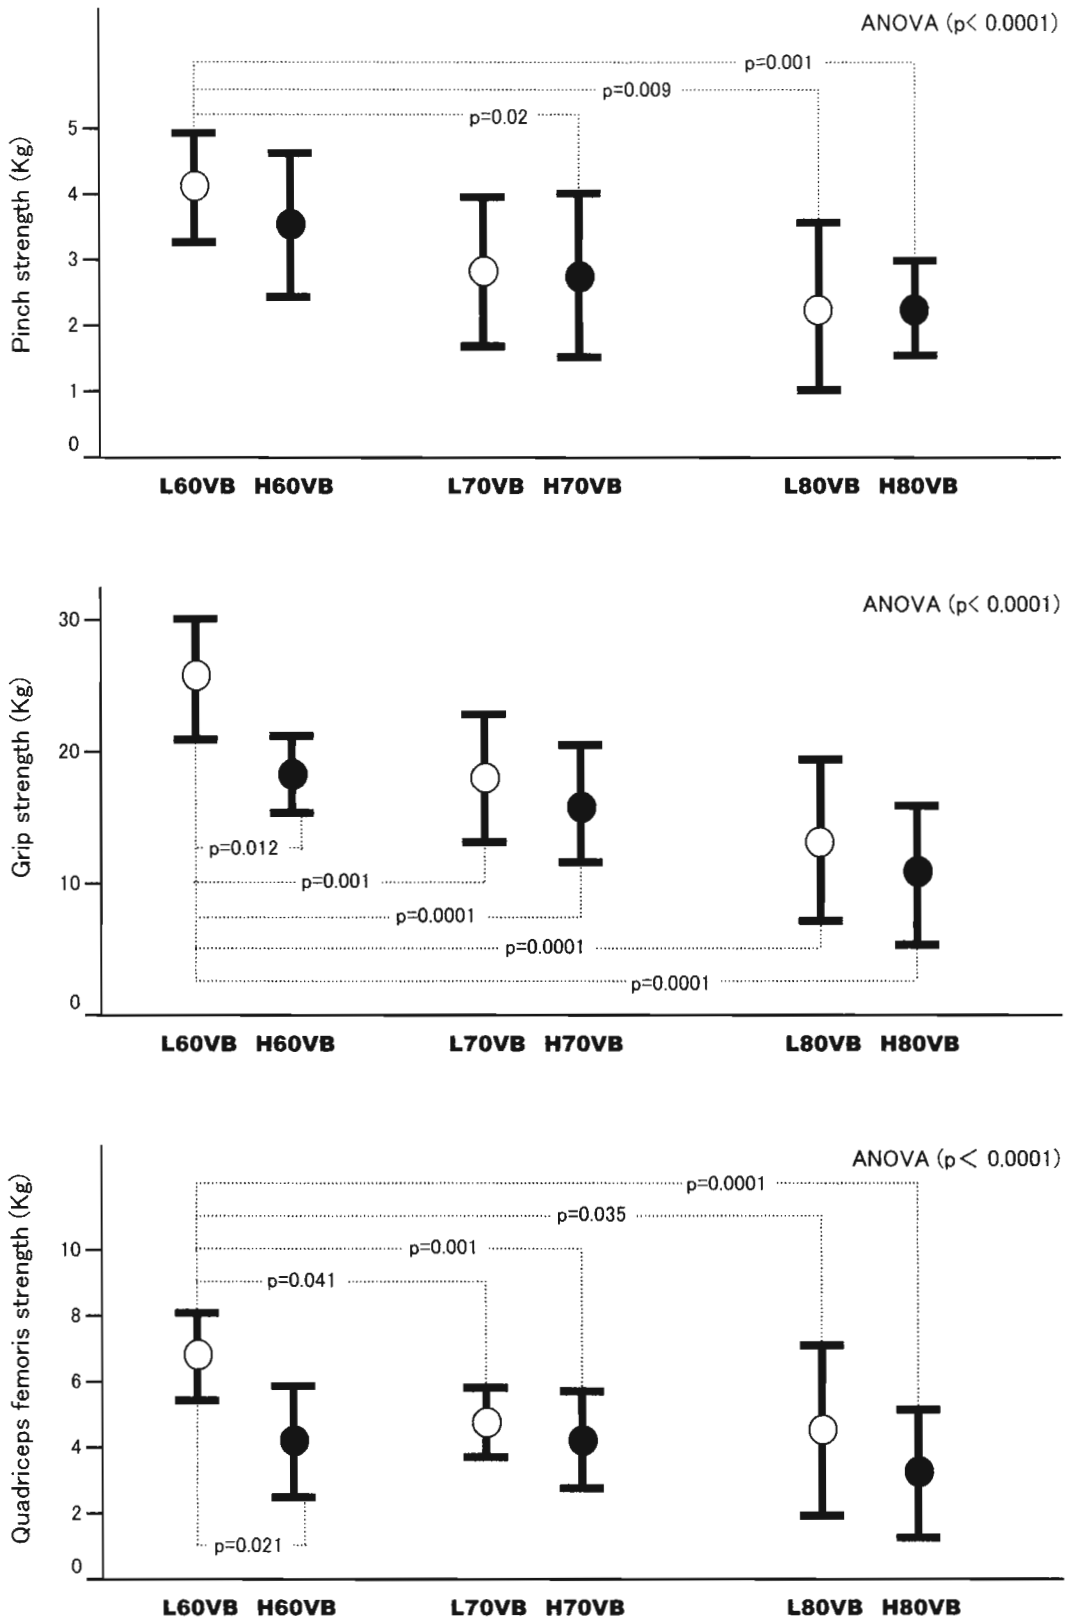 ANOVA (p< 0.0001)
p=0.001
p=0.009
p=0.02
Pinch strength (Kg)
5
4
3
2
1
0
L60VB H60VB L70VB H70VB L80VB H80VB
ANOVA (p< 0.0001)
Grip strength (Kg)
30
20
10
0
p=0.012
p=0.001
p=0.0001
p=0.0001
p=0.0001
L60VB H60VB L70VB H70VB L80VB H80VB
ANOVA (p< 0.0001)
p=0.0001
p=0.035
p=0.001
p=0.041
Quadriceps femoris strength (Kg)
10
8
6
4
2
0
p=0.021
L60VB H60VB L70VB H70VB L80VB H80VB